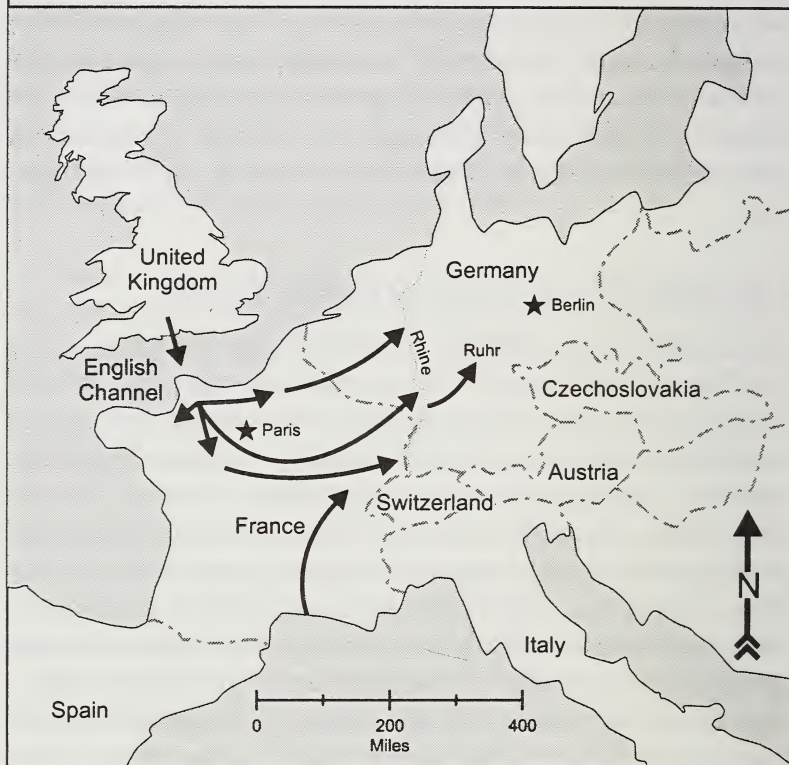 United
Kingdom
Germany
Berlin
Rhine
Ruhr
English
Channel
Czechoslovakia
Paris
Austria
Switzerland
France
N
Italy
Spain
0
200
400
Miles